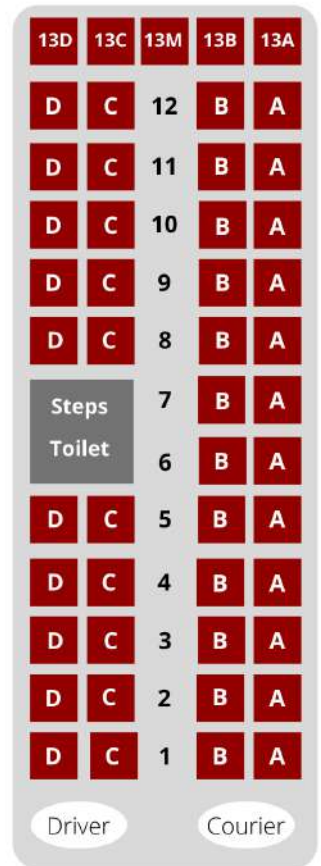 13D 13C 13M 13B 13A
D C 12 B A
D C 11 B A
D C 10 B A
D C 9 B A
D C 8 B A
Steps 7 B A
Toilet 6 B A
D C 5 B A
D C 4 B A
D C 3 B A
D C 2 B A
D C 1 B A
Driver Courier